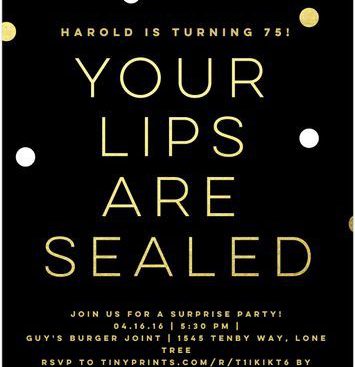 HAROLD IS TURNING 75!
YOUR
LIPS
ARE
SEALED
JOIN US FOR A SURPRISE PARTY!
04.16.16 | 5:30 PM |
GUY'S BURGER JOINT | 1545 TENBY WAY, LONE
TREE
RSVP TO TINYPRINTS.COM/R/T1IKIKT6 BY